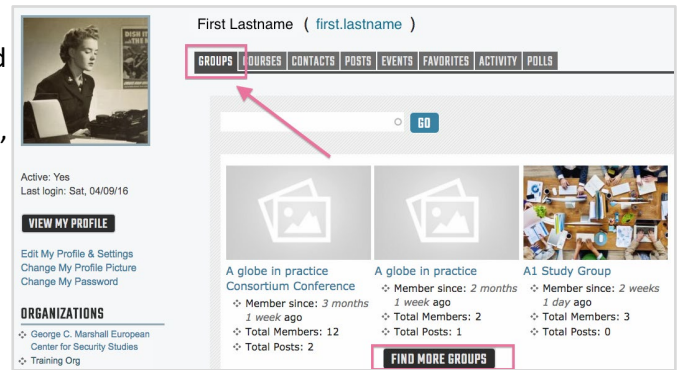 d
,
DISH IT
First Lastname ( first.lastname )
GROUPS COURSES CONTACTS POSTS EVENTS FAVORITES ACTIVITY POLLS
GO
Active: Yes
Last login: Sat, 04/09/16
VIEW MY PROFILE
Edit My Profile & Settings
Change My Profile Picture
Change My Password
ORGANIZATIONS
George C. Marshall European
Center for Security Studies
Training Org
A globe in practice
Consortium Conference
Member since: 3 months
1 week ago
Total Members: 12
Total Posts: 2
A globe in practice
Member since: 2 months
1 week ago
Total Members: 2
Total Posts: 1
A1 Study Group
Member since: 2 weeks
1 day ago
Total Members: 3
Total Posts: 0
FIND MORE GROUPS